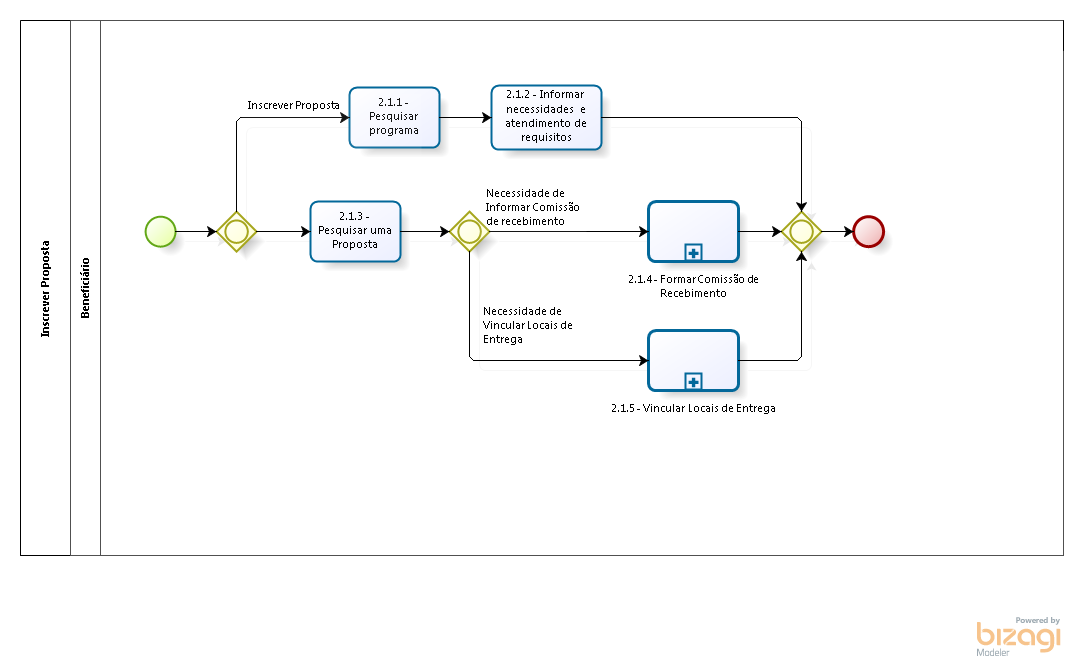 Inscrever Proposta
Beneficiário
Inscrever Proposta
2.1.1 -
Pesquisar
programa
2.1.2 - Informar
necessidades e
atendimento de
requisitos
2.1.3 -
Pesquisar uma
Proposta
Necessidade de
Informar Comissão
de recebimento
2.1.4- Formar Comissão de
Recebimento
Necessidade de
Vincular Locais de
Entrega
2.1.5- Vincular Locais de Entrega
Powered by
bizagi
Modeler